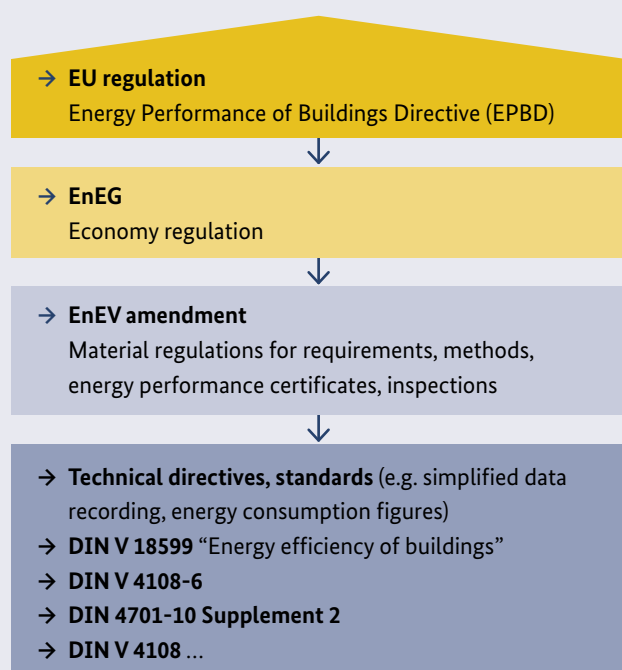 → EU regulation
Energy Performance of Buildings Directive (EPBD)
→ EnEG
Economy regulation
→ EnEV amendment
Material regulations for requirements, methods,
energy performance certificates, inspections
→ Technical directives, standards (e.g. simplified data
recording, energy consumption figures)
→ DIN V 18599 “Energy efficiency of buildings”
→ DIN V 4108-6
→ DIN 4701-10 Supplement 2
→ DIN V 4108 ...